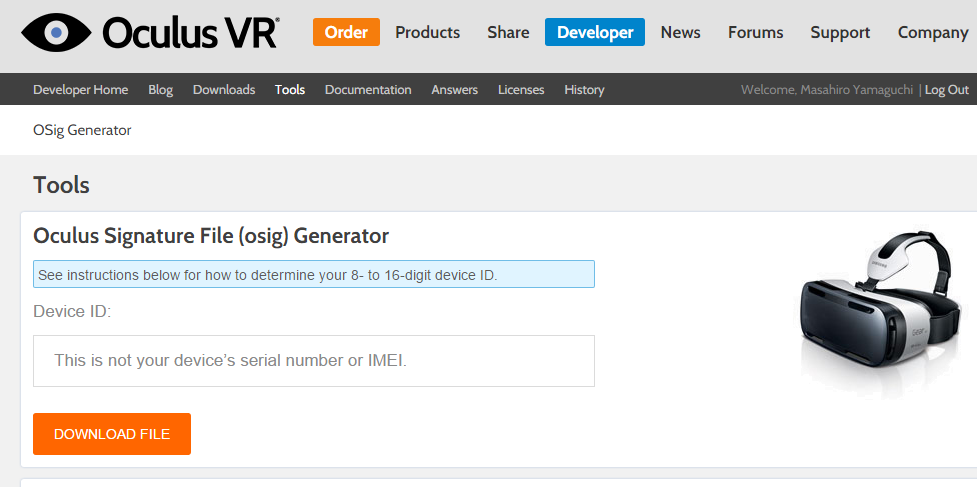 Oculus VR®
Order Products Share Developer News Forums Support Company
Developer Home Blog Downloads Tools Documentation Answers Licenses History Welcome, Masahiro Yamaguchi | Log Out
OSig Generator
Tools
Oculus Signature File (osig) Generator
See instructions below for how to determine your 8- to 16-digit device ID.
Device ID:
This is not your device’s serial number or IMEI.
DOWNLOAD FILE
SAMSUNG
Gear